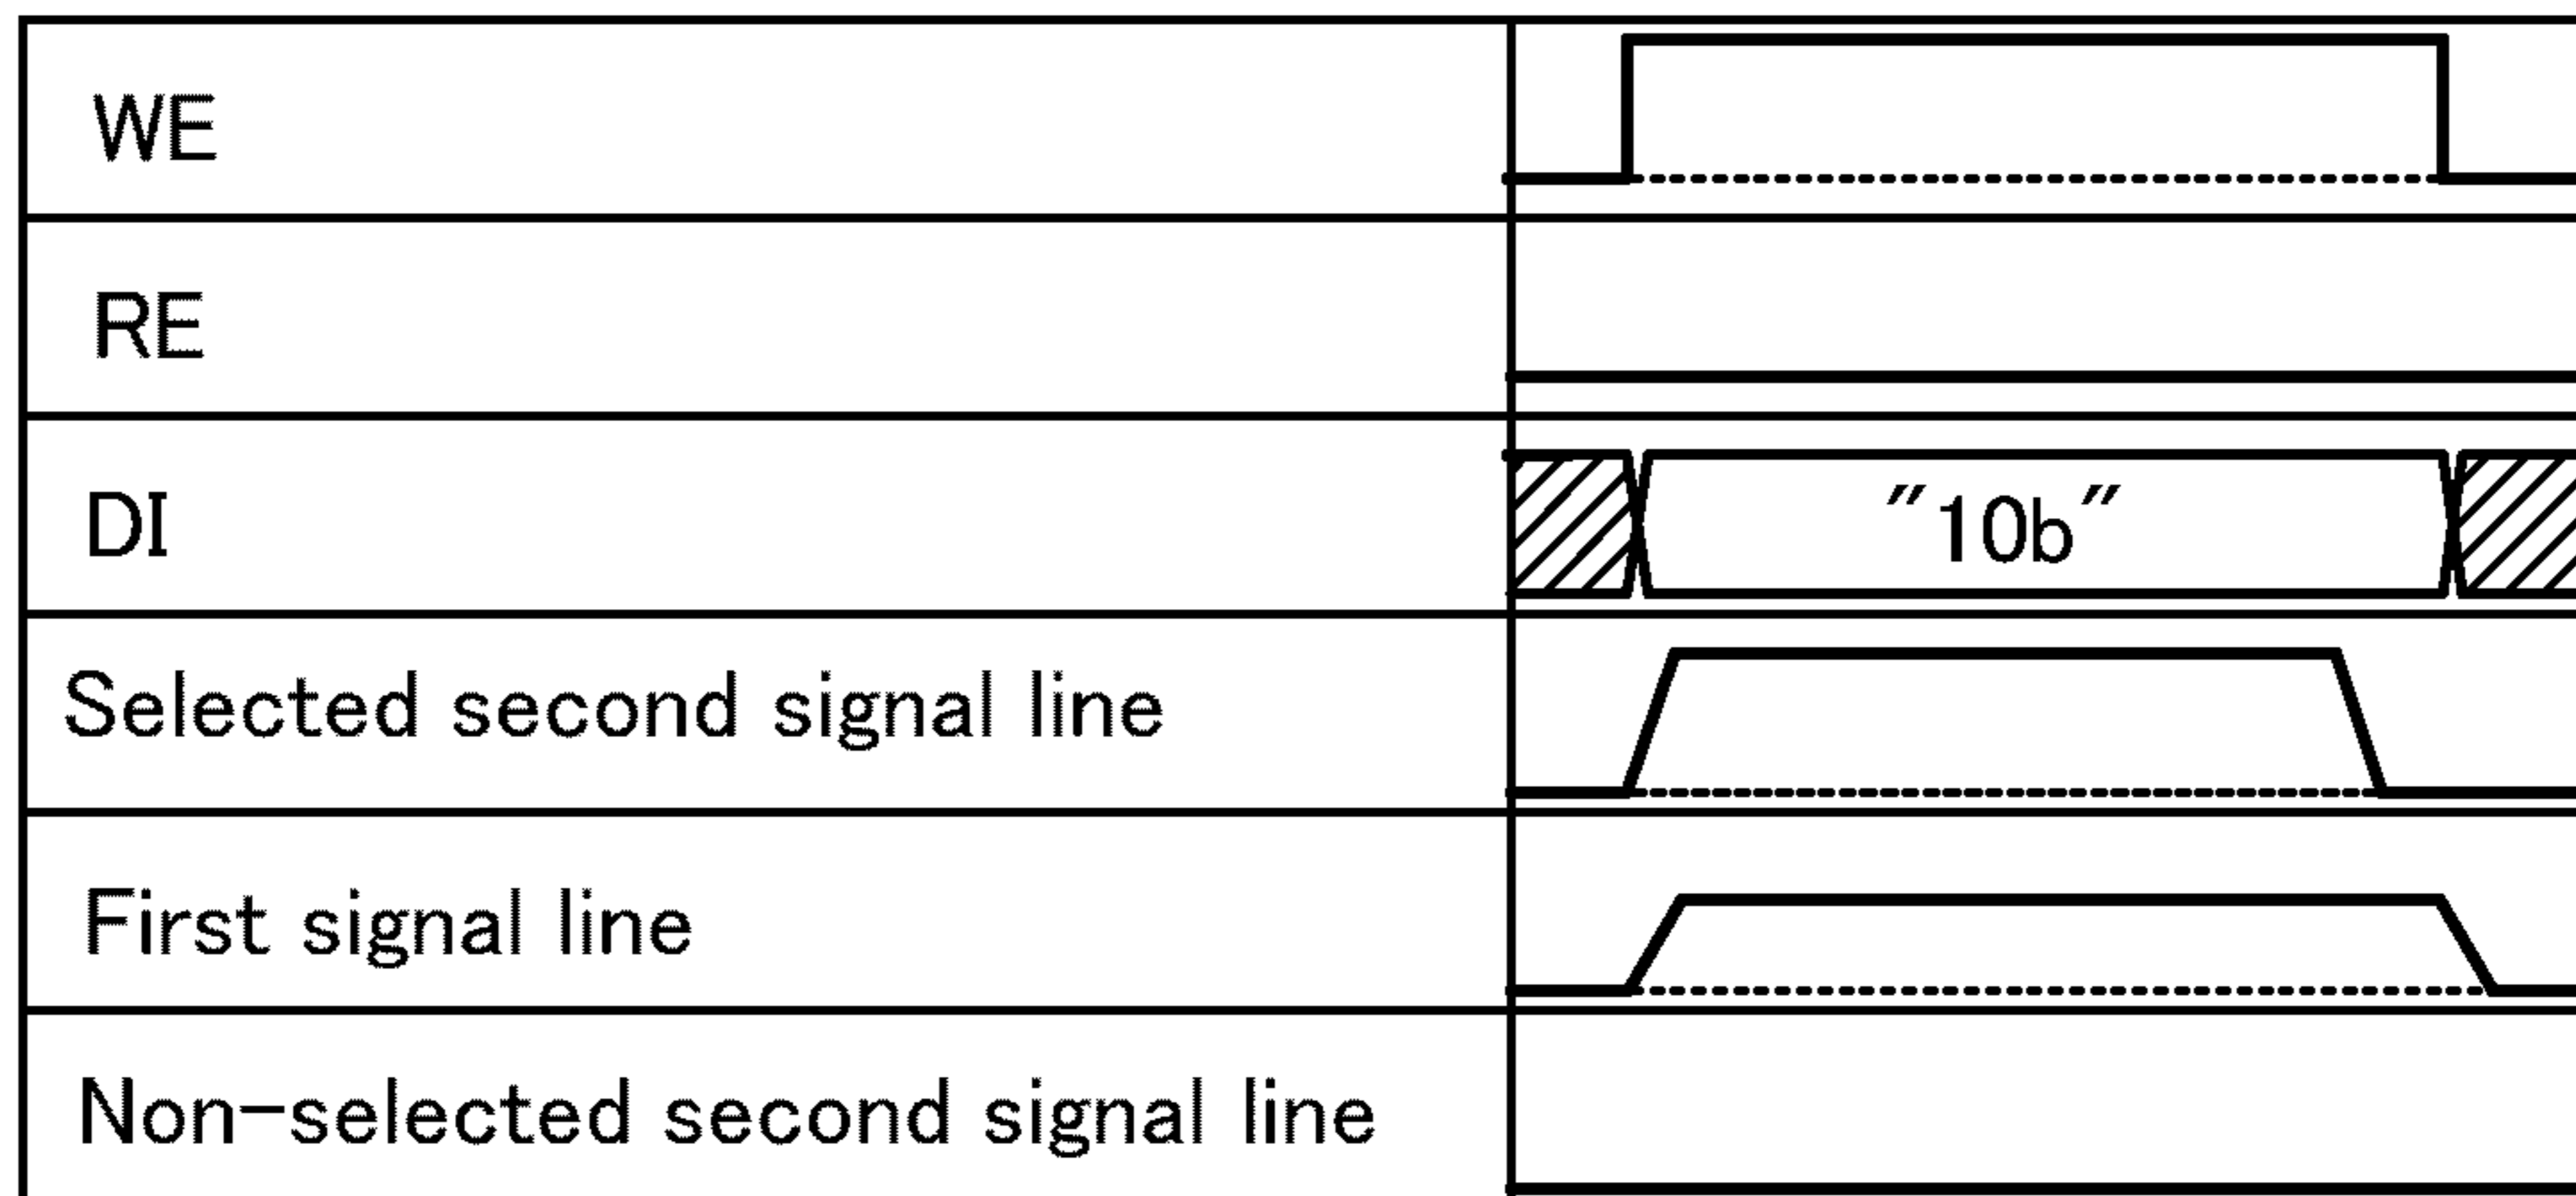 WE
RE
DI
"10b"
Selected second signal line
First signal line
Non-selected second signal line